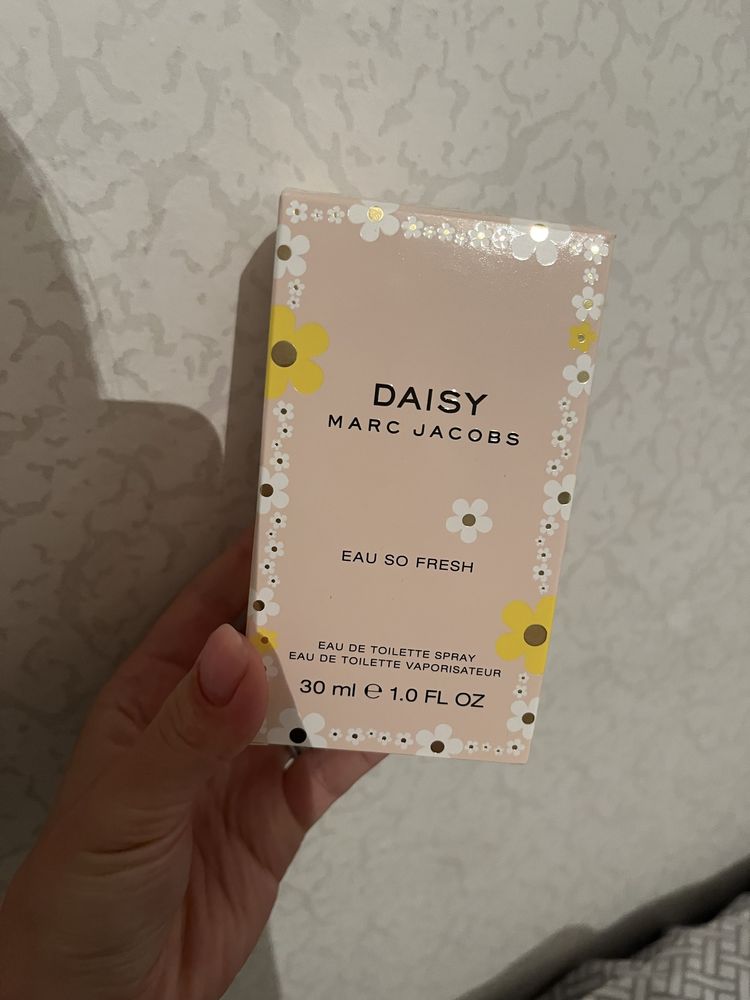 DAISY
MARC JACOBS
EAU SO FRESH
EAU DE TOILETTE SPRAY
EAU DE TOILETTE VAPORISATEUR
30 ml ℮ 1.0 FL OZ